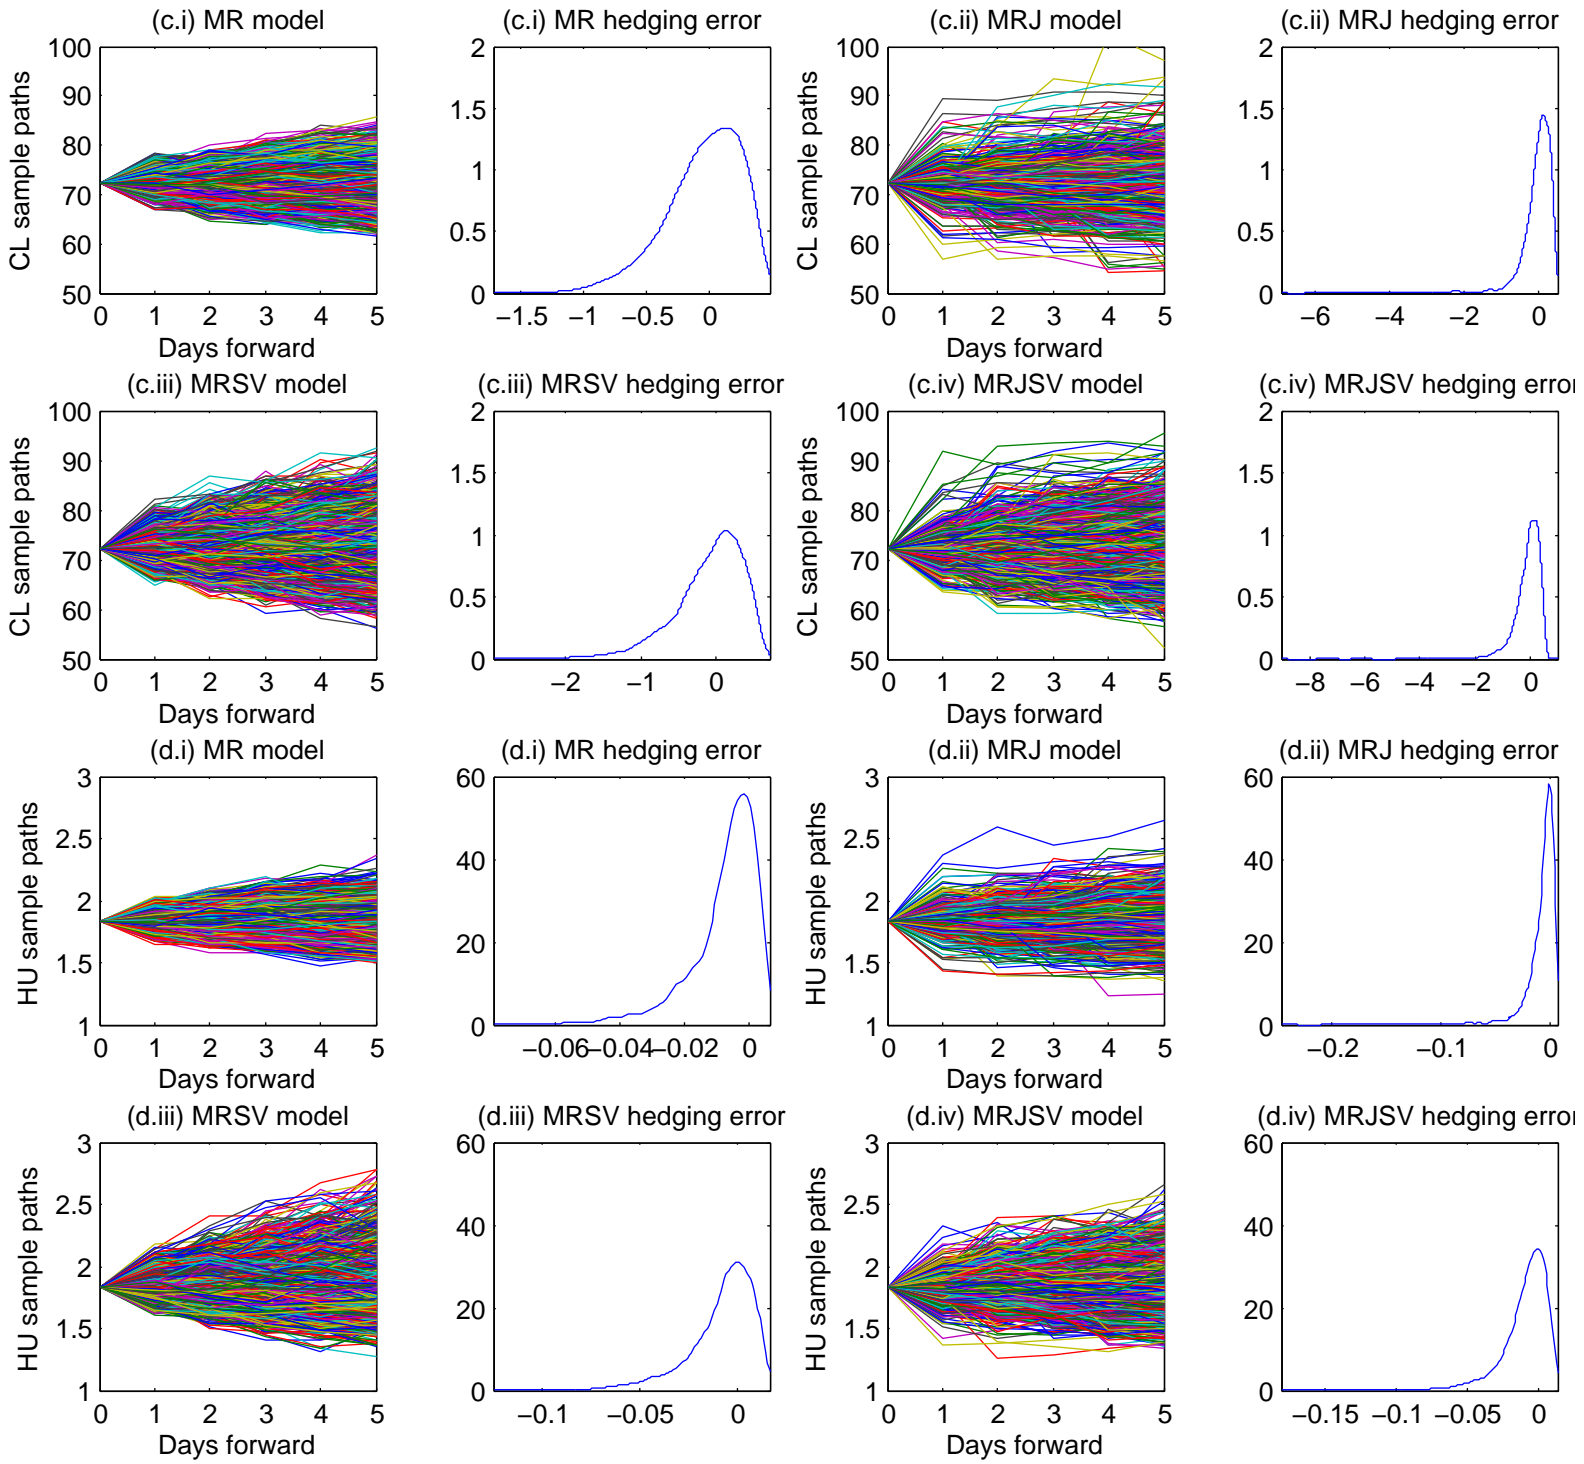 (c.i) MR model
100
90
80
70
60
50
CL sample paths
0 1 2 3 4 5
Days forward
(c.i) MR hedging error
2
1.5
1
0.5
0
−1.5 −1 −0.5 0
(c.ii) MRJ model
100
90
80
70
60
50
CL sample paths
0 1 2 3 4 5
Days forward
(c.ii) MRJ hedging error
2
1.5
1
0.5
0
−6 −4 −2 0
(c.iii) MRSV model
100
90
80
70
60
50
CL sample paths
0 1 2 3 4 5
Days forward
(c.iii) MRSV hedging error
2
1.5
1
0.5
0
−2 −1 0
(c.iv) MRJSV model
100
90
80
70
60
50
CL sample paths
0 1 2 3 4 5
Days forward
(c.iv) MRJSV hedging error
2
1.5
1
0.5
0
−8 −6 −4 −2 0
(d.i) MR model
3
2.5
2
1.5
1
HU sample paths
0 1 2 3 4 5
Days forward
(d.i) MR hedging error
60
40
20
0
−0.06 −0.04 −0.02 0
(d.ii) MRJ model
3
2.5
2
1.5
1
HU sample paths
0 1 2 3 4 5
Days forward
(d.ii) MRJ hedging error
60
40
20
0
−0.2 −0.1 0
(d.iii) MRSV model
3
2.5
2
1.5
1
HU sample paths
0 1 2 3 4 5
Days forward
(d.iii) MRSV hedging error
60
40
20
0
−0.1 −0.05 0
(d.iv) MRJSV model
3
2.5
2
1.5
1
HU sample paths
0 1 2 3 4 5
Days forward
(d.iv) MRJSV hedging error
60
40
20
0
−0.15 −0.1 −0.05 0